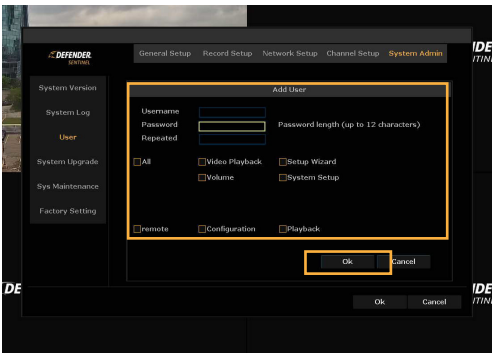 DEFENDER
SENTINEL
General Setup Record Setup Network Setup Channel Setup System Admin
System Version
System Log
User
System Upgrade
Sys Maintenance
Factory Setting
Add User
Username
Password Password length (up to 12 characters)
Repeated
All Video Playback Setup Wizard
Volume System Setup
remote Configuration Playback
Ok Cancel
Ok Cancel
DE
IDE
ITINE
DE
IDE
ITINE